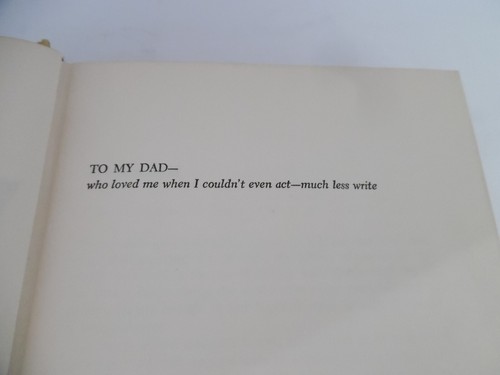 TO MY DAD—
who loved me when I couldn't even act—much less write